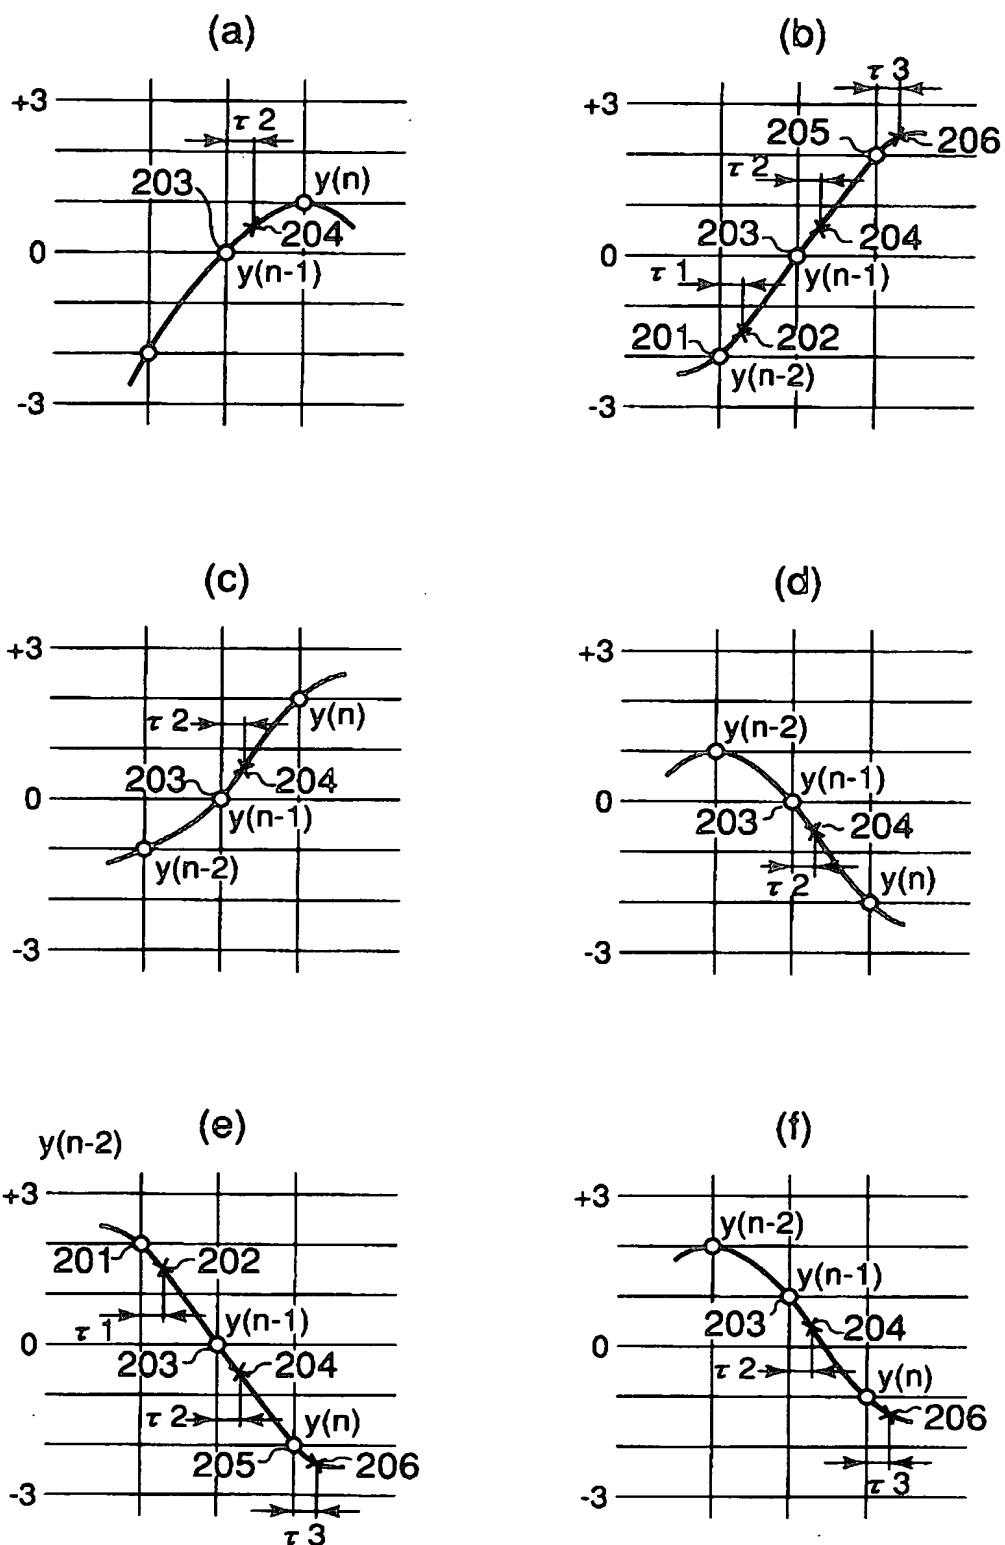 (a)
+3
τ 2
203
y(n)
204
0
y(n-1)
-3
(b)
τ 3
+3
205
206
τ 2
203
204
0
y(n-1)
τ 1
201
202
y(n-2)
-3
(c)
+3
τ 2
y(n)
203
204
0
y(n-1)
y(n-2)
-3
(d)
+3
y(n-2)
y(n-1)
0
203
204
τ 2
y(n)
-3
(e)
y(n-2)
+3
201
202
τ 1
y(n-1)
0
203
204
τ 2
y(n)
205
206
-3
τ 3
(f)
+3
y(n-2)
y(n-1)
203
204
0
τ 2
y(n)
206
τ 3
-3